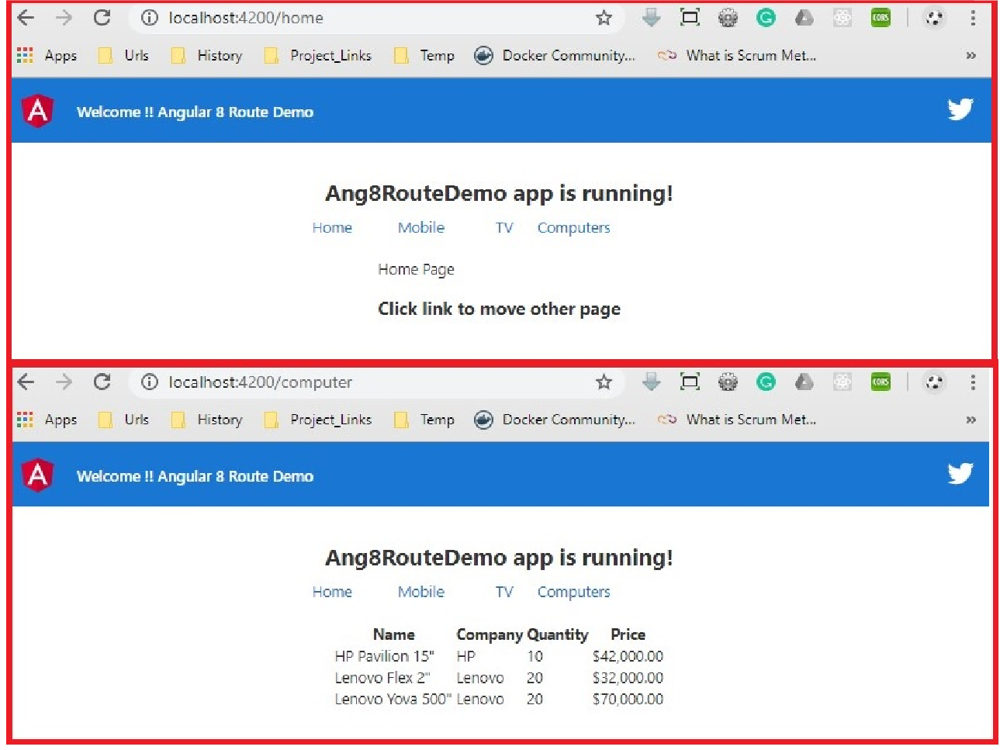 localhost:4200/home
CORS
Apps Urls History Project_Links Temp Docker Community... What is Scrum Met... »
A Welcome !! Angular 8 Route Demo
Ang8RouteDemo app is running!
Home Mobile TV Computers
Home Page
Click link to move other page
localhost:4200/computer
CORS
Apps Urls History Project_Links Temp Docker Community... What is Scrum Met... »
A Welcome !! Angular 8 Route Demo
Ang8RouteDemo app is running!
Home Mobile TV Computers
Name Company Quantity Price
HP Pavilion 15" HP 10 $42,000.00
Lenovo Flex 2" Lenovo 20 $32,000.00
Lenovo Yova 500" Lenovo 20 $70,000.00